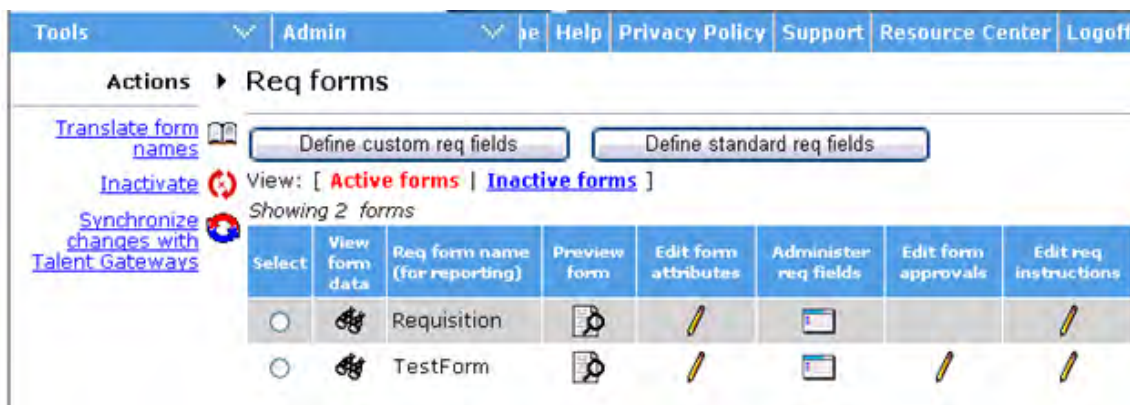 Tools Admin Help Privacy Policy Support Resource Center Logoff
Actions Req forms
Translate form
names
Define custom req fields Define standard req fields
Inactivate
View: [ Active forms | Inactive forms ]
Synchronize
changes with
Talent Gateways
Showing 2 forms
Select
View
form
data
Req form name
(for reporting)
Preview
form
Edit form
attributes
Administer
req fields
Edit form
approvals
Edit req
instructions
Requisition
TestForm